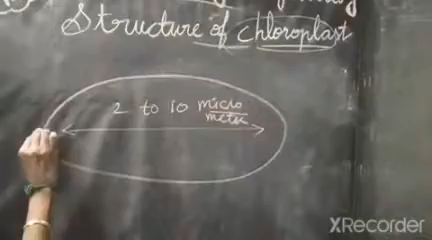 Structure of chloroplast
2 to 10 micro
meter
XRecorder